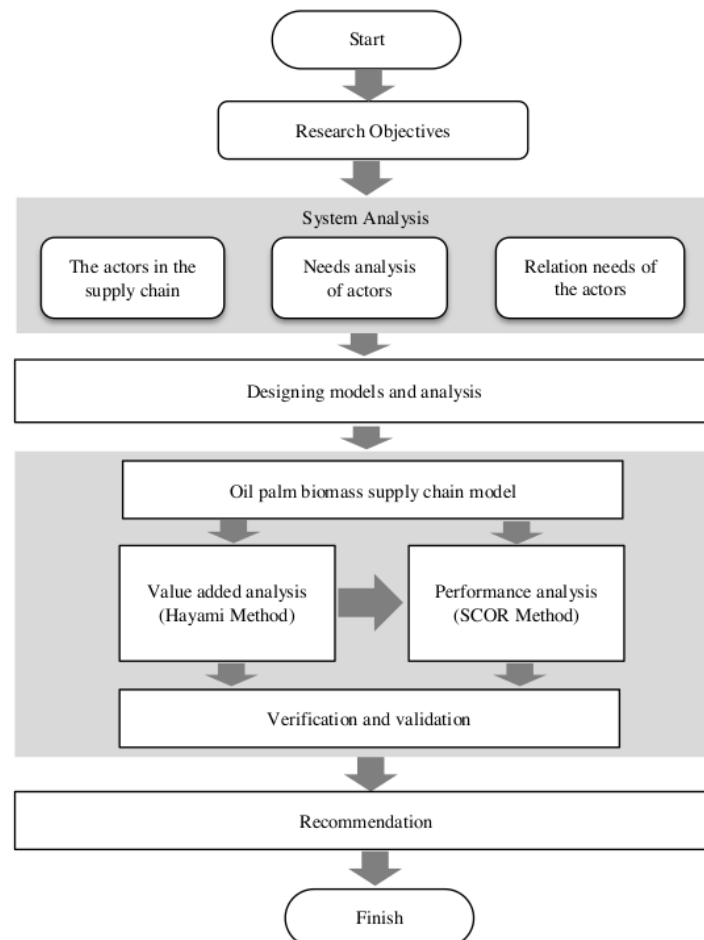 Start
Research Objectives
System Analysis
The actors in the
supply chain
Needs analysis
of actors
Relation needs of
the actors
Designing models and analysis
Oil palm biomass supply chain model
Value added analysis
(Hayami Method)
Performance analysis
(SCOR Method)
Verification and validation
Recommendation
Finish